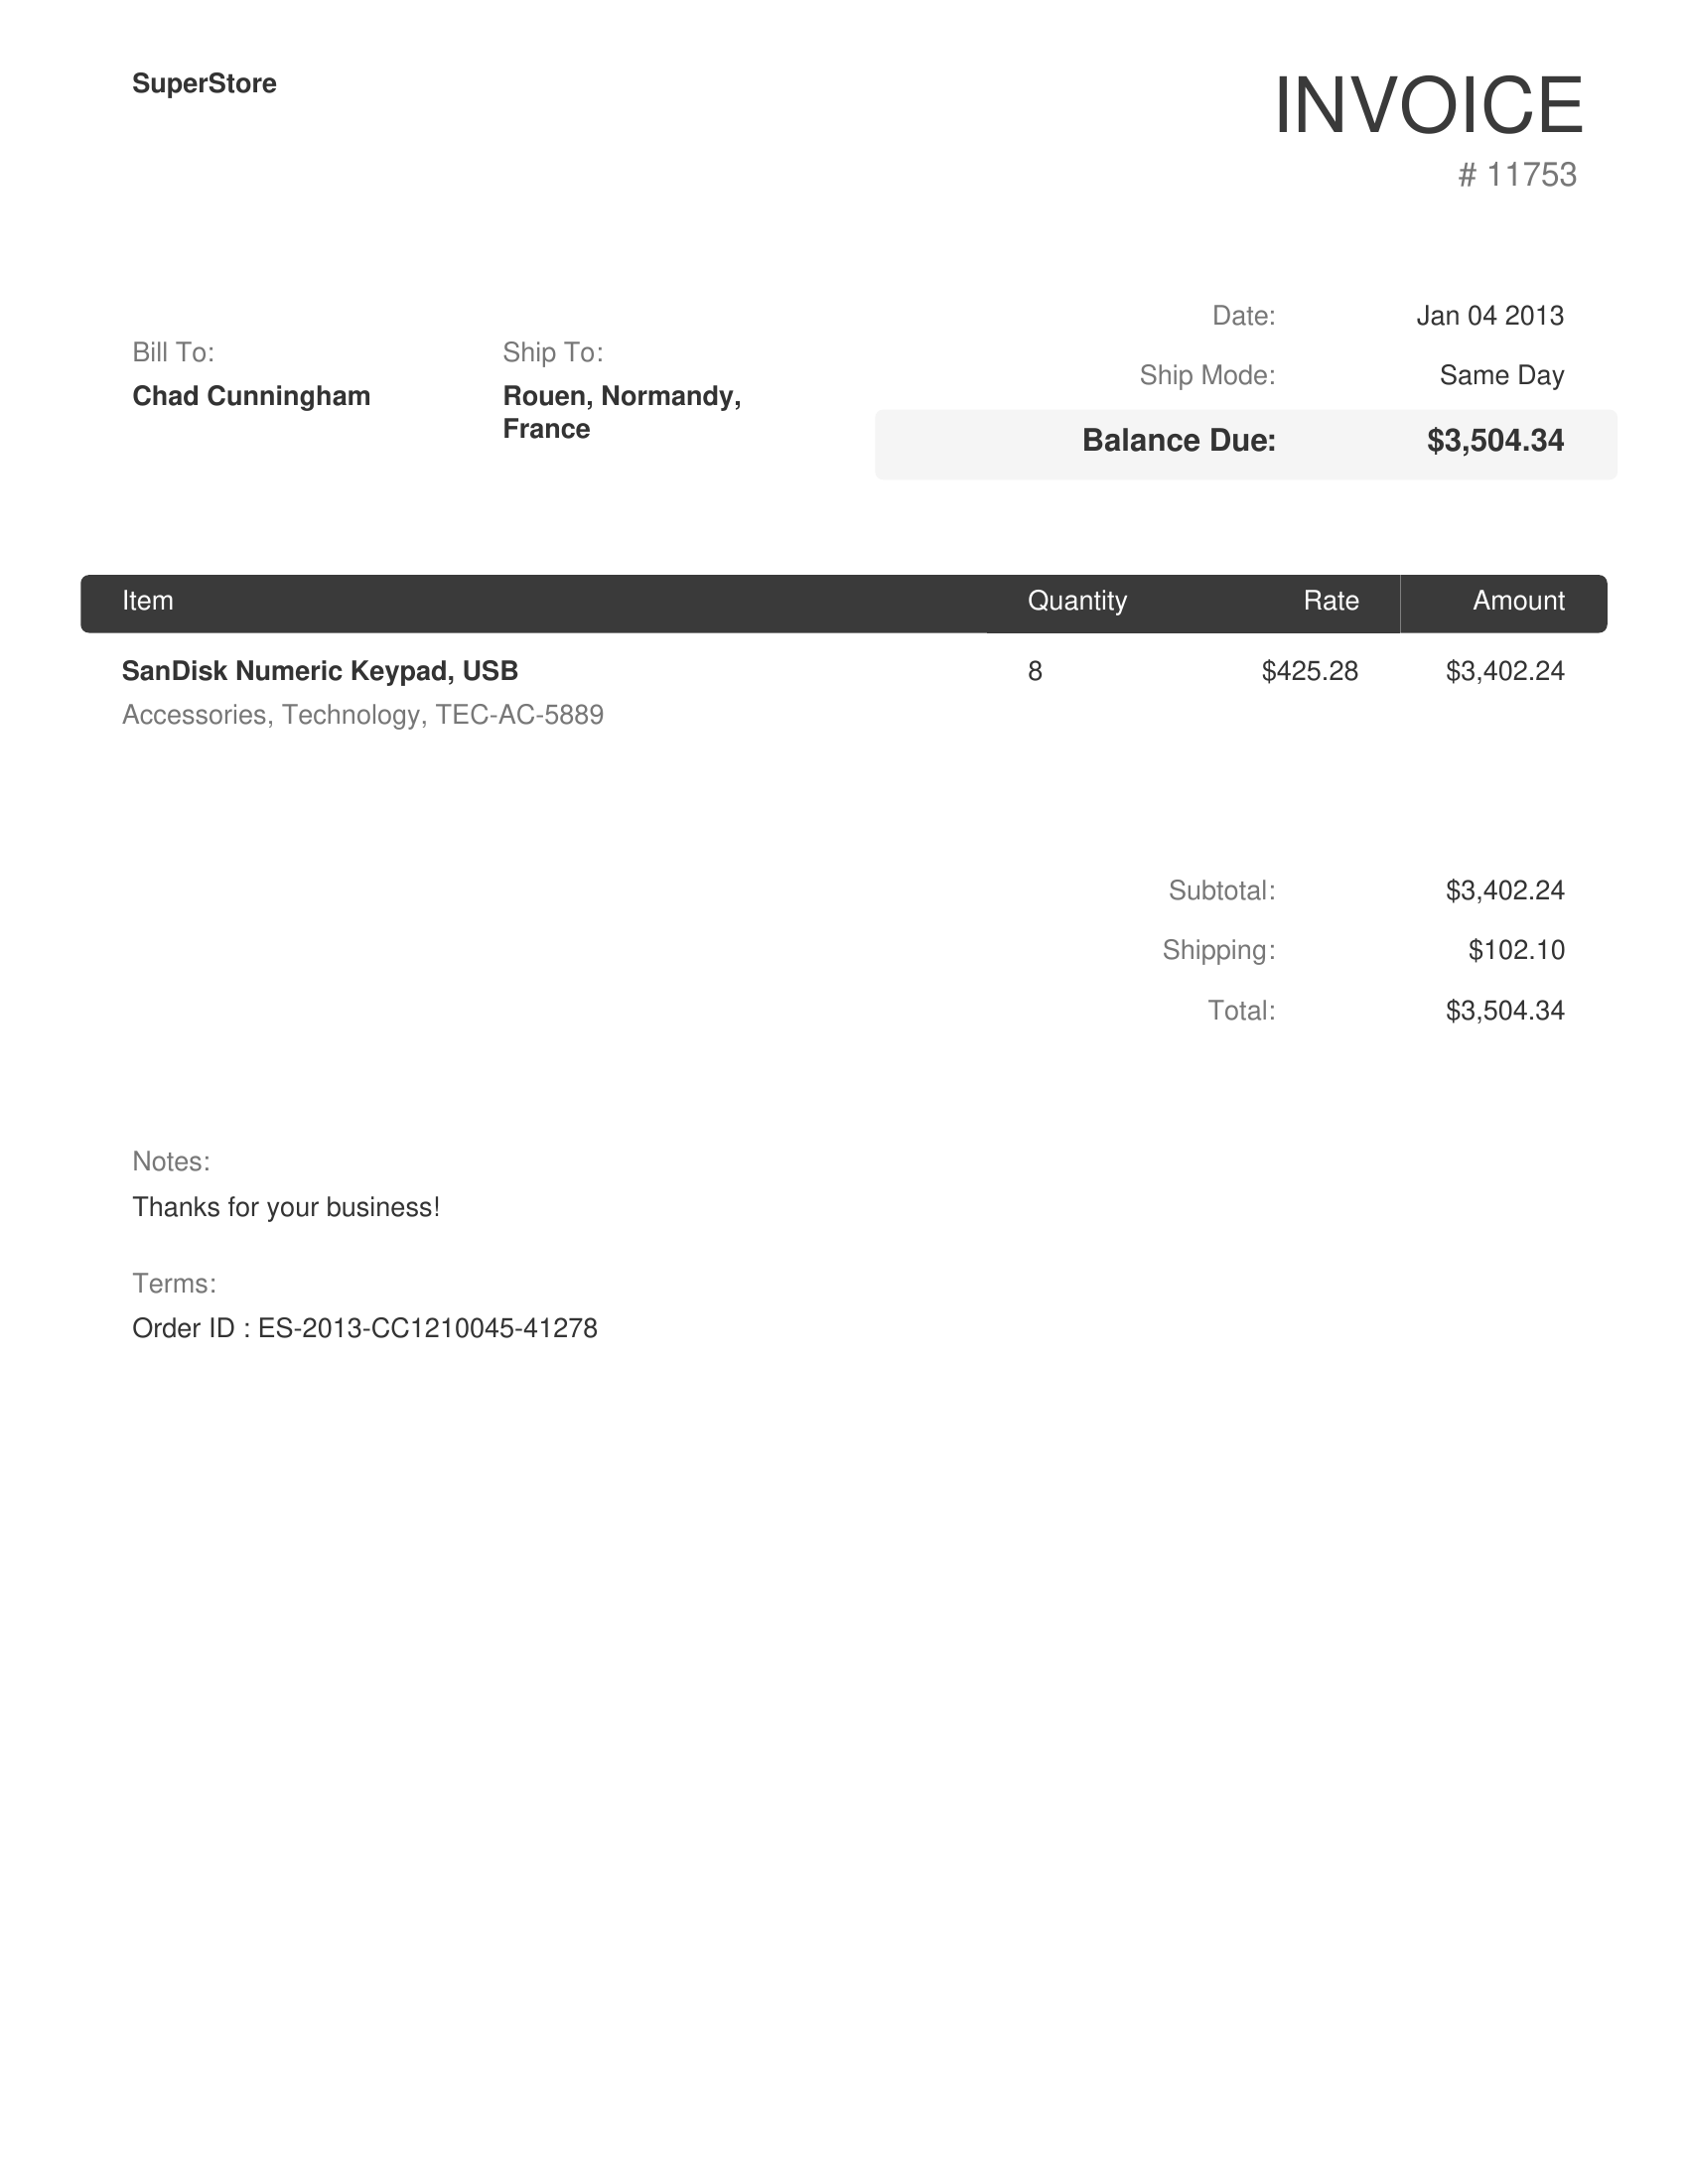 SuperStore
INVOICE
# 11753
Date: Jan 04 2013
Ship Mode: Same Day
Balance Due: $3,504.34
Bill To:
Chad Cunningham
Ship To:
Rouen, Normandy,
France
Item Quantity Rate Amount
SanDisk Numeric Keypad, USB 8 $425.28 $3,402.24
Accessories, Technology, TEC-AC-5889
Subtotal: $3,402.24
Shipping: $102.10
Total: $3,504.34
Notes:
Thanks for your business!
Terms:
Order ID : ES-2013-CC1210045-41278